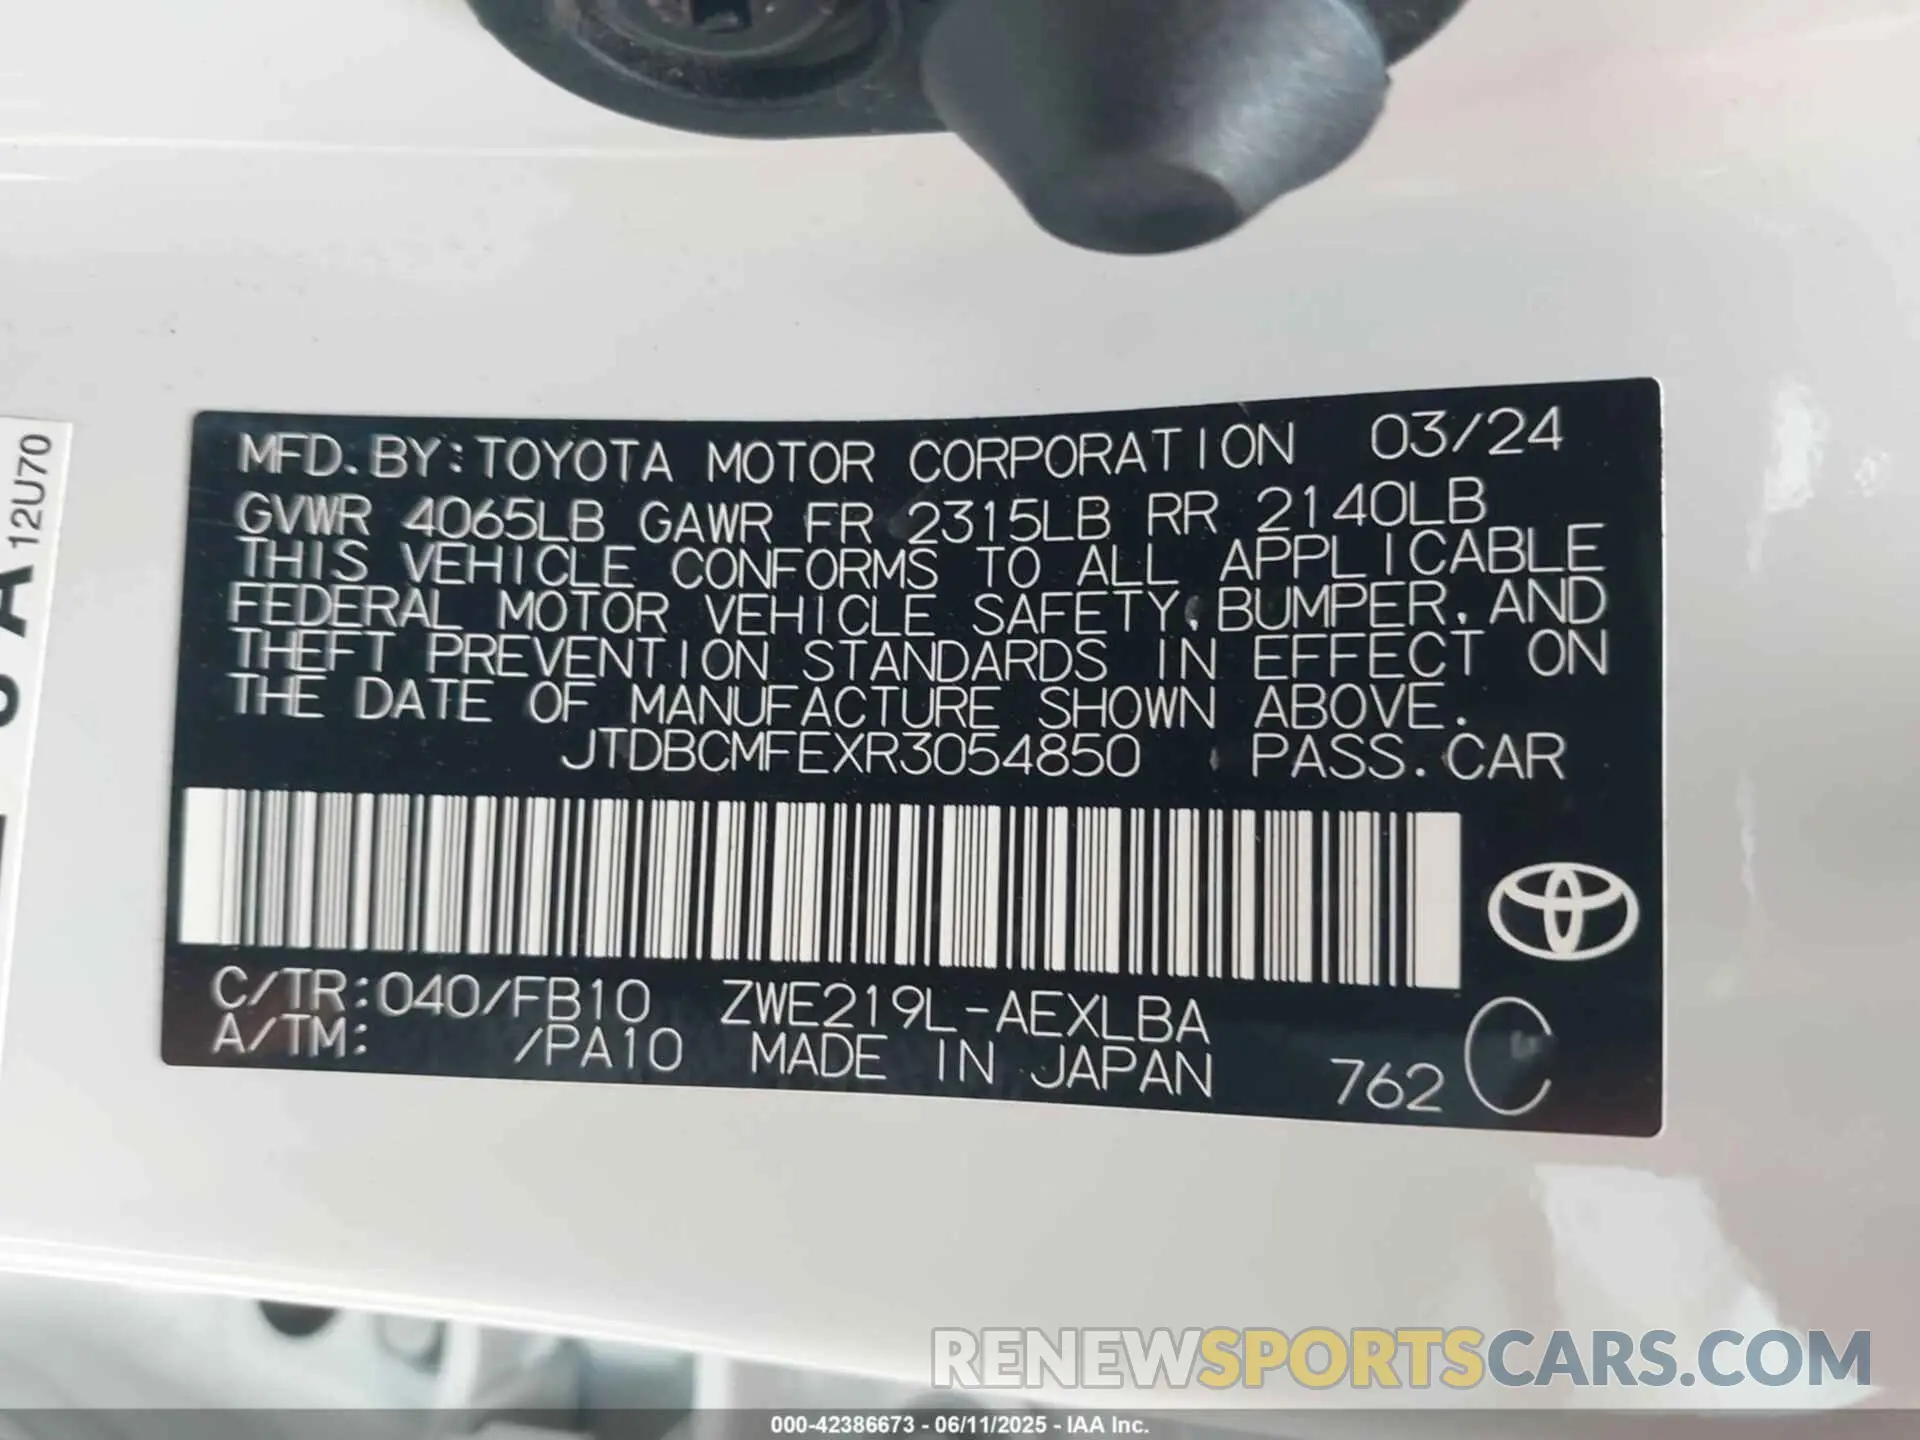 MFD.BY:TOYOTA MOTOR CORPORATION 03/24
GVWR 4065LB GAWR FR 2315LB RR 2140LB
THIS VEHICLE CONFORMS TO ALL APPLICABLE
FEDERAL MOTOR VEHICLE SAFETY,BUMPER,AND
THEFT PREVENTION STANDARDS IN EFFECT ON
THE DATE OF MANUFACTURE SHOWN ABOVE.
JTDBCMFEXR3054850 PASS.CAR
C/TR:040/FB10 ZWE219L-AEXLBA
A/TM: /PA10 MADE IN JAPAN 762 C
12U70
RENEWSPORTSCARS.COM
000-42386673 - 06/11/2025 - IAA Inc.